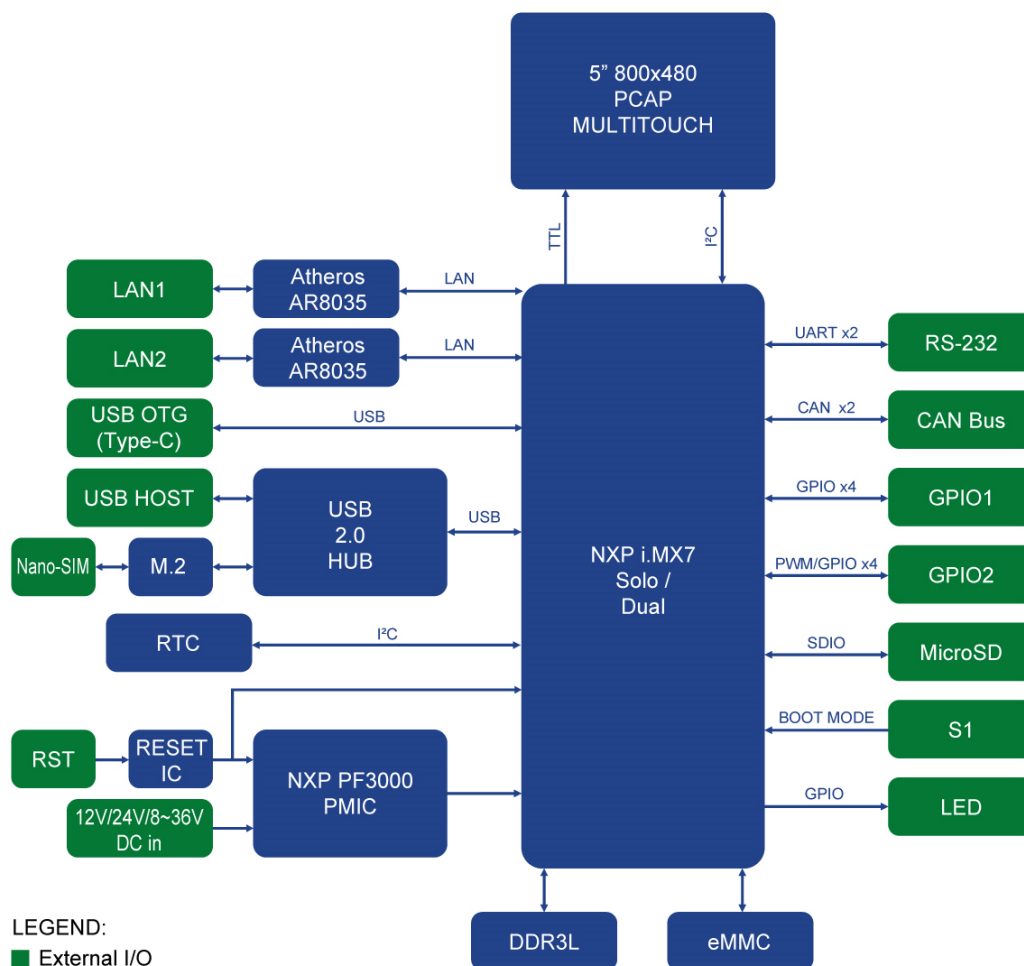 5” 800x480
PCAP
MULTITOUCH
TTL
I²C
LAN1
Atheros
AR8035
LAN
LAN2
Atheros
AR8035
LAN
USB OTG
(Type-C)
USB
USB HOST
USB
2.0
HUB
USB
Nano-SIM
M.2
RTC
I²C
RST
RESET
IC
NXP PF3000
PMIC
12V/24V/8~36V
DC in
NXP i.MX7
Solo /
Dual
UART x2
RS-232
CAN x2
CAN Bus
GPIO x4
GPIO1
PWM/GPIO x4
GPIO2
SDIO
MicroSD
BOOT MODE
S1
GPIO
LED
DDR3L
eMMC
LEGEND:
External I/O